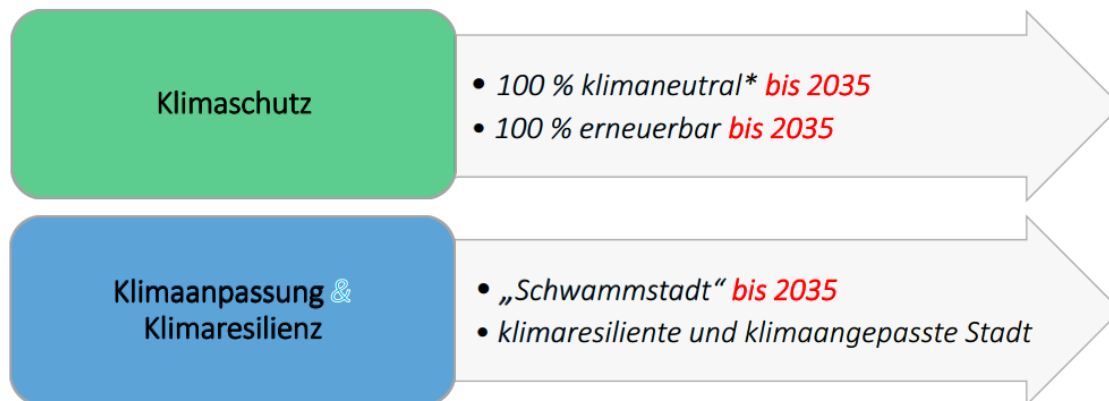 Klimaschutz
• 100 % klimaneutral* bis 2035
• 100 % erneuerbar bis 2035
Klimaanpassung &
Klimaresilienz
• „Schwammstadt“ bis 2035
• klimaresiliente und klimaangepasste Stadt